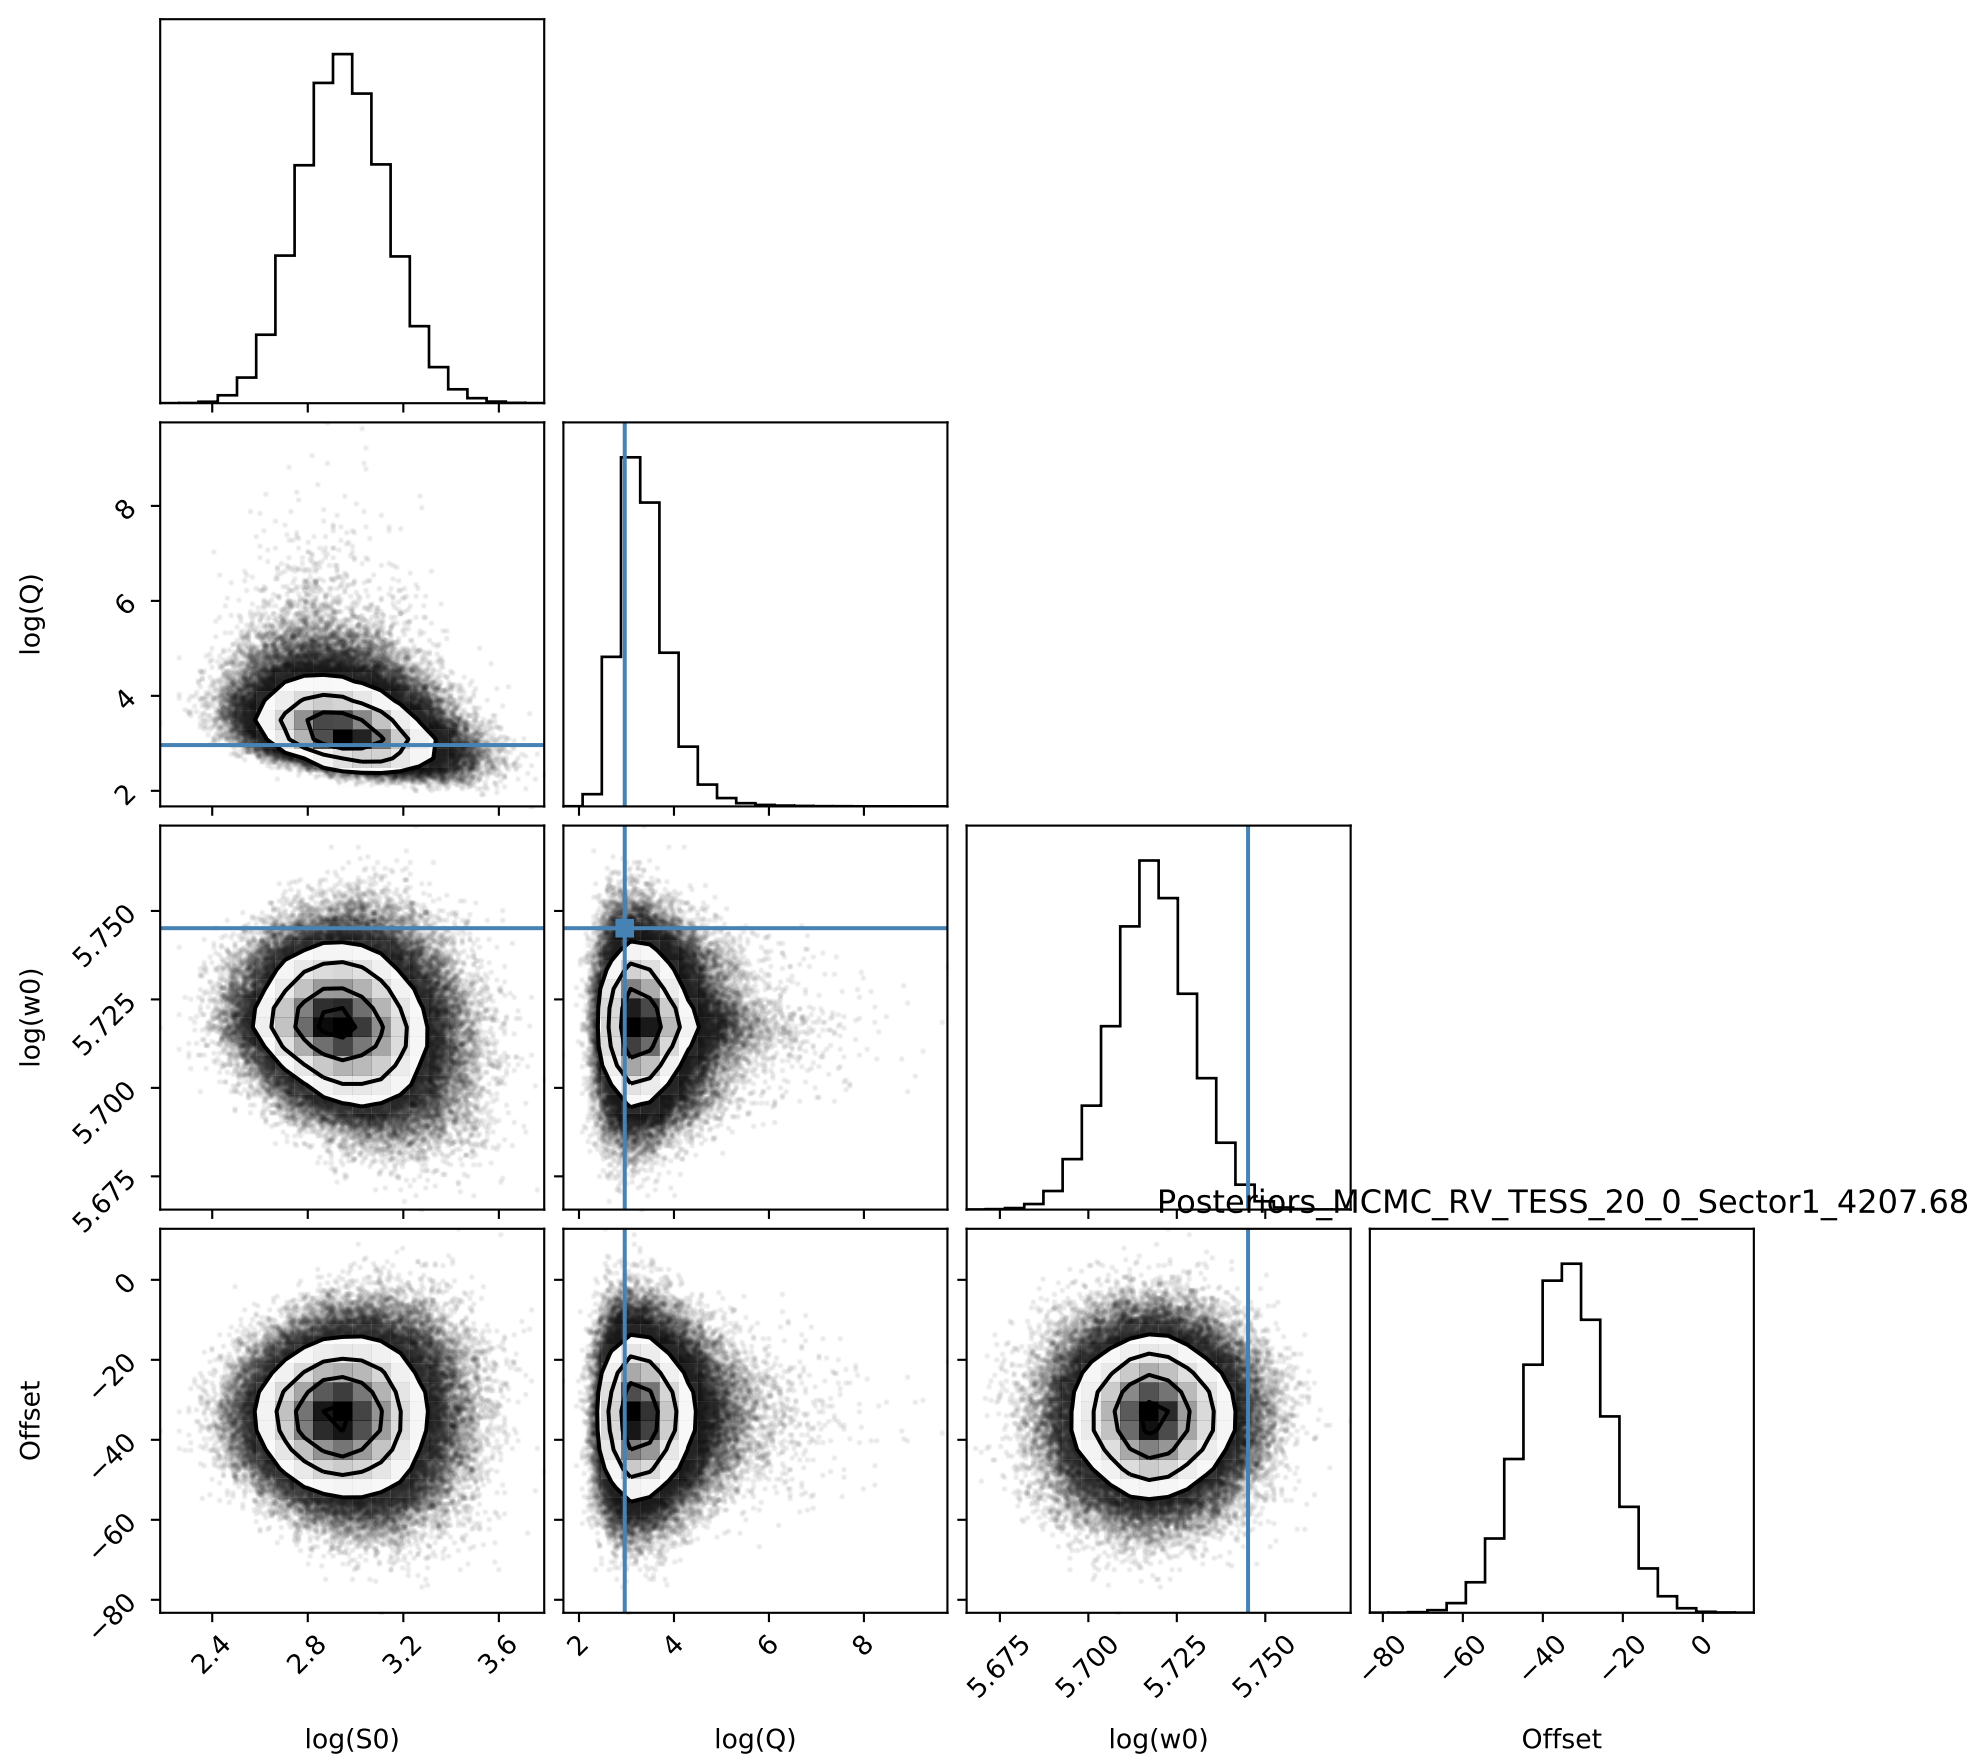 log(Q)
8
6
4
2
log(w0)
5.750
5.725
5.700
5.675
Posteriors_MCMC_RV_TESS_20_0_Sector1_4207.68
Offset
0
−20
−40
−60
−80
2.4 2.8 3.2 3.6
2 4 6 8
5.675 5.700 5.725 5.750
−80 −60 −40 −20 0
log(S0) log(Q) log(w0) Offset